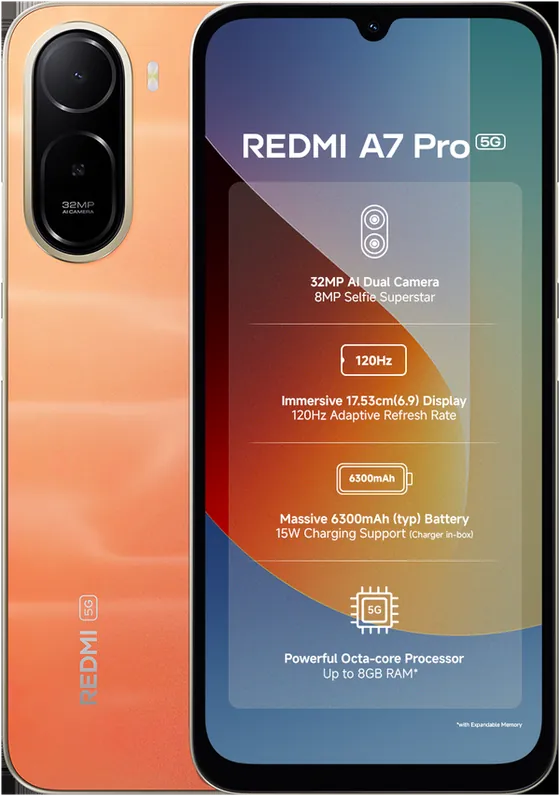 32MP
AI CAMERA
REDMI 5G
REDMI A7 Pro 5G
32MP AI Dual Camera
8MP Selfie Superstar
120Hz
Immersive 17.53cm(6.9) Display
120Hz Adaptive Refresh Rate
6300mAh
Massive 6300mAh (typ) Battery
15W Charging Support (Charger in-box)
5G
Powerful Octa-core Processor
Up to 8GB RAM*
*with Expandable Memory